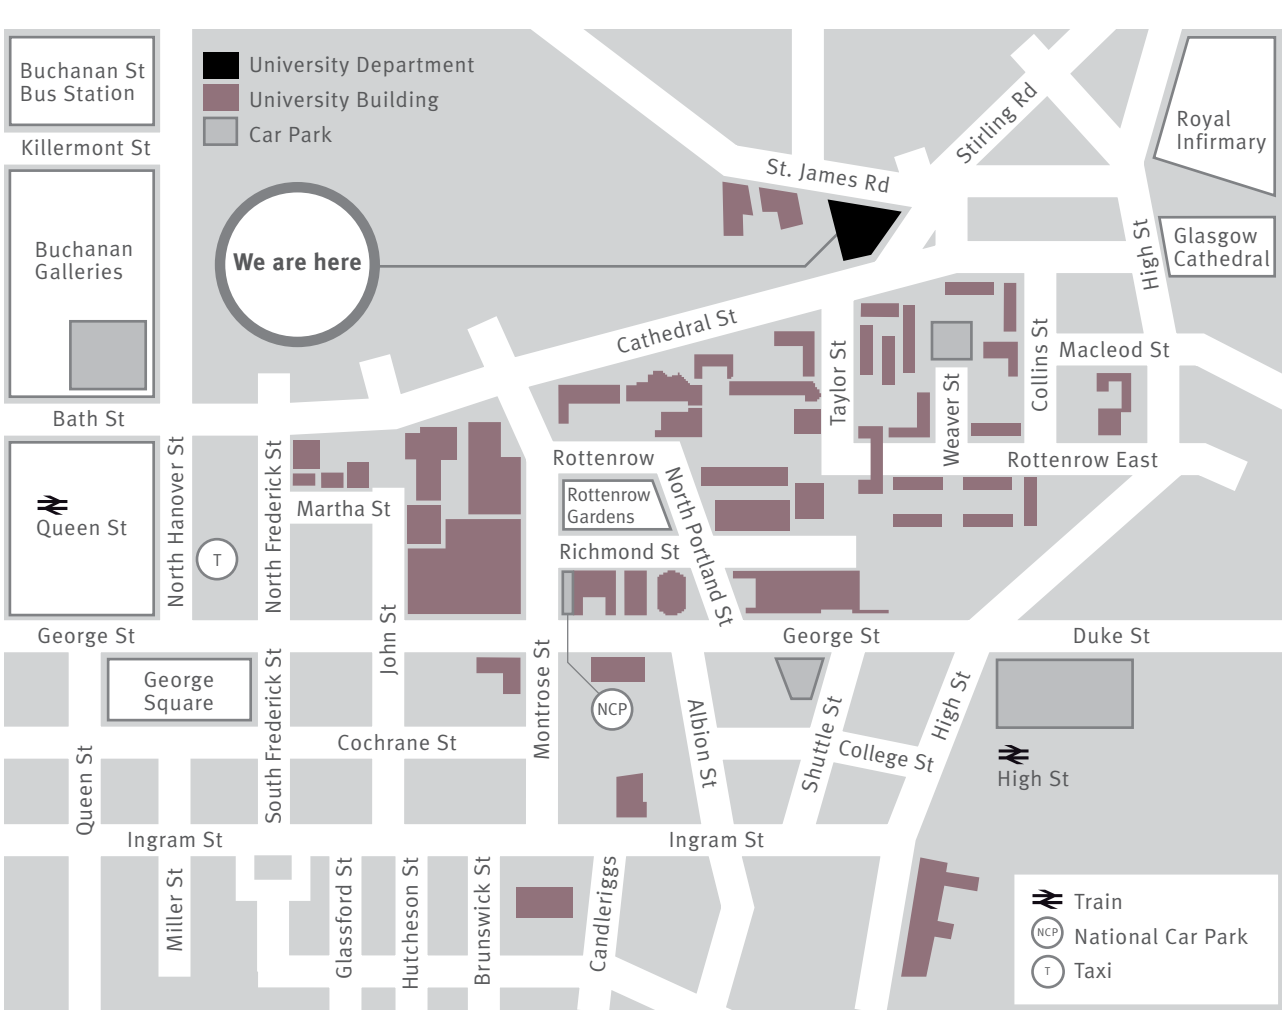 Buchanan St
Bus Station
Killermont St
University Department
University Building
Car Park
St. James Rd
Stirling Rd
Royal
Infirmary
Buchanan
Galleries
We are here
High St
Glasgow
Cathedral
Cathedral St
Taylor St
Collins St
Macleod St
Weaver St
Bath St
North Hanover St
North Frederick St
Rottenrow
Rottenrow East
Queen St
Martha St
Rottenrow
Gardens
North Portland St
T
Richmond St
George St
John St
George St
Duke St
George
Square
South Frederick St
Montrose St
NCP
Albion St
Shuttle St
High St
Queen St
Cochrane St
College St
High St
Ingram St
Ingram St
Miller St
Glassford St
Hutcheson St
Brunswick St
Candleriggs
Train
NCP
National Car Park
T
Taxi